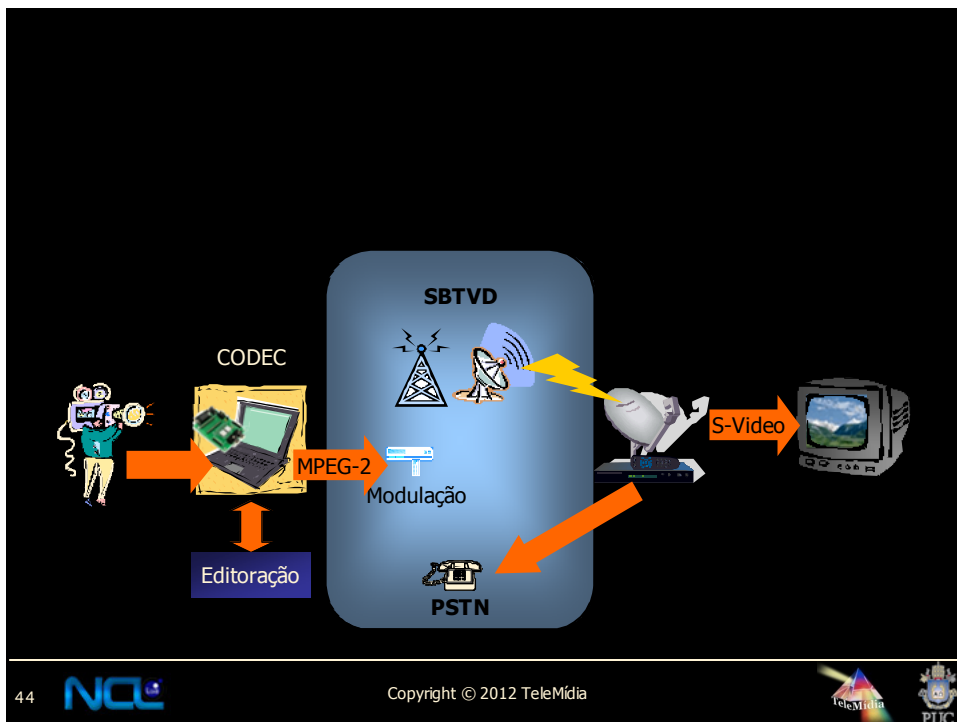 SBTVD
CODEC
S-Video
MPEG-2
Modulação
Editoração
PSTN
44
NCL
Copyright © 2012 TeleMídia
TeleMídia
PUC